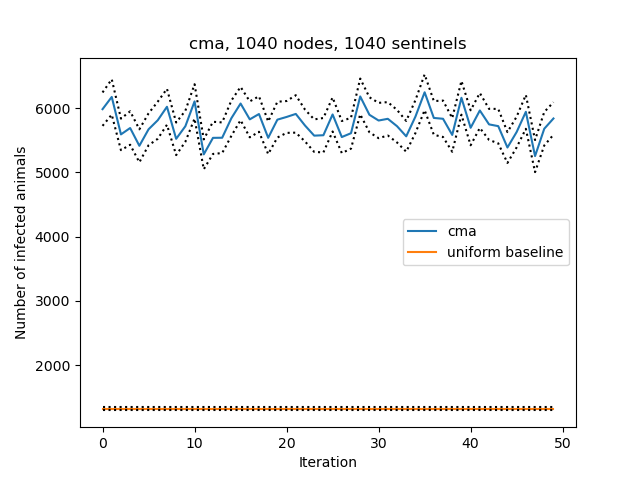 cma, 1040 nodes, 1040 sentinels
Number of infected animals
6000
5000
4000
3000
2000
cma
uniform baseline
0
10
20
30
40
50
Iteration